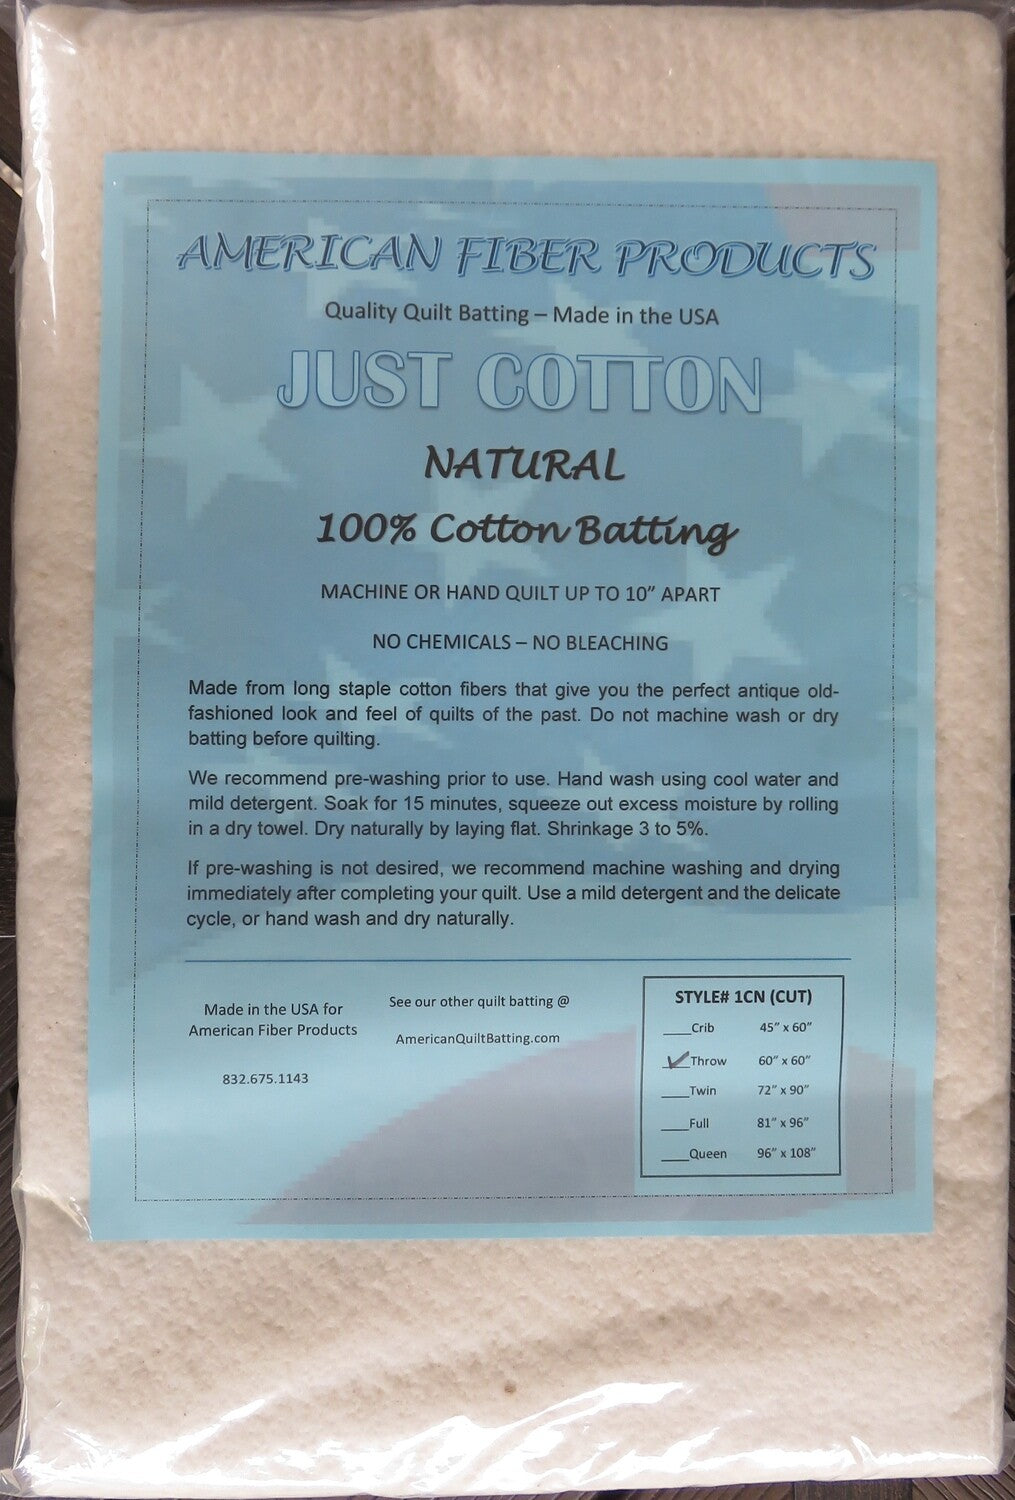 AMERICAN FIBER PRODUCTS
Quality Quilt Batting – Made in the USA
JUST COTTON
NATURAL
100% Cotton Batting
MACHINE OR HAND QUILT UP TO 10” APART
NO CHEMICALS – NO BLEACHING
Made from long staple cotton fibers that give you the perfect antique old-
fashioned look and feel of quilts of the past. Do not machine wash or dry
batting before quilting.
We recommend pre-washing prior to use. Hand wash using cool water and
mild detergent. Soak for 15 minutes, squeeze out excess moisture by rolling
in a dry towel. Dry naturally by laying flat. Shrinkage 3 to 5%.
If pre-washing is not desired, we recommend machine washing and drying
immediately after completing your quilt. Use a mild detergent and the delicate
cycle, or hand wash and dry naturally.
Made in the USA for
American Fiber Products
832.675.1143
See our other quilt batting @
AmericanQuiltBatting.com
STYLE# 1CN (CUT)
____Crib 45” x 60”
__✓__Throw 60” x 60”
____Twin 72” x 90”
____Full 81” x 96”
____Queen 96” x 108”